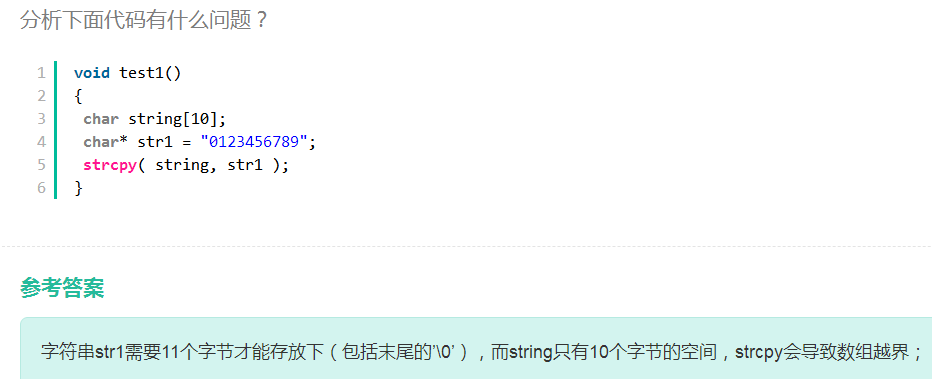 分析下面代码有什么问题？
1 void test1()
2 {
3 char string[10];
4 char* str1 = "0123456789";
5 strcpy( string, str1 );
6 }
参考答案
字符串str1需要11个字节才能存放下（包括末尾的’\0’），而string只有10个字节的空间，strcpy会导致数组越界；